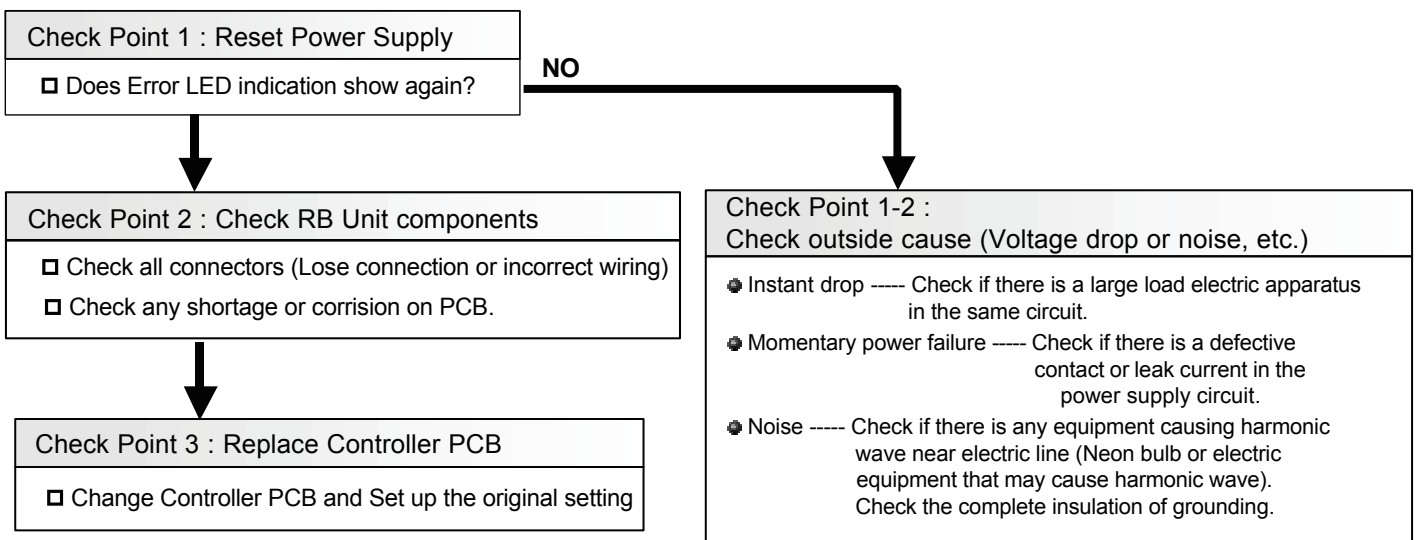 Check Point 1 : Reset Power Supply
Does Error LED indication show again?
NO
Check Point 2 : Check RB Unit components
Check all connectors (Lose connection or incorrect wiring)
Check any shortage or corrision on PCB.
Check Point 3 : Replace Controller PCB
Change Controller PCB and Set up the original setting
Check Point 1-2 :
Check outside cause (Voltage drop or noise, etc.)
Instant drop ----- Check if there is a large load electric apparatus
in the same circuit.
Momentary power failure ----- Check if there is a defective
contact or leak current in the
power supply circuit.
Noise ----- Check if there is any equipment causing harmonic
wave near electric line (Neon bulb or electric
equipment that may cause harmonic wave).
Check the complete insulation of grounding.